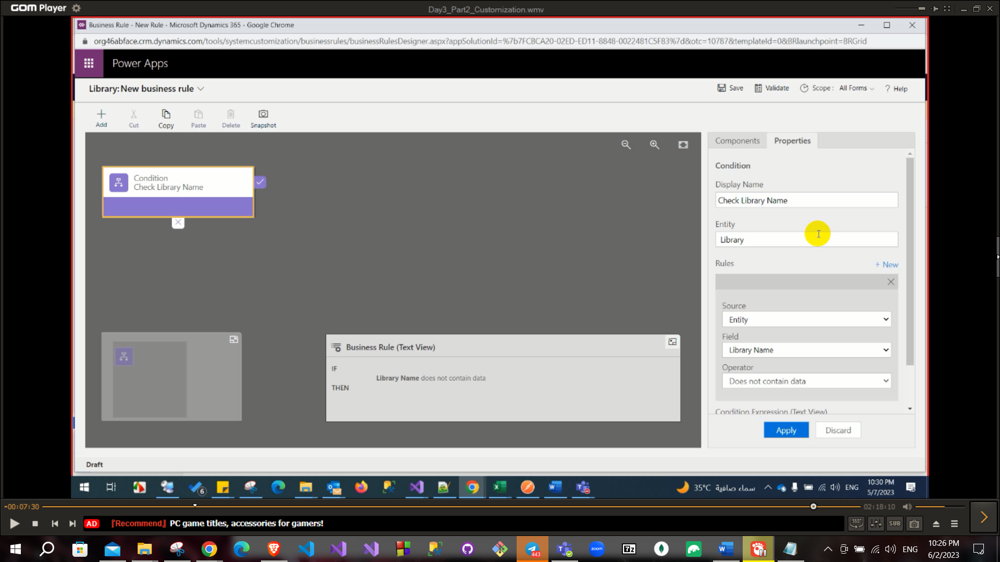 GOM Player
Day3_Part2_Customization.wmv
Business Rule - New Rule - Microsoft Dynamics 365 - Google Chrome
org46abface.crm.dynamics.com/tools/systemcustomization/businessrules/businessRulesDesigner.aspx?appSolutionId=%7b7FCBCA20-02ED-ED11-8848-0022481C5F83%7d&otc=10787&templateId=0&BRlaunchpoint=BRGrid
Power Apps
Library: New business rule
Save
Validate
Scope : All Forms
? Help
Add
Cut
Copy
Paste
Delete
Snapshot
Components
Properties
Condition
Check Library Name
Condition
Display Name
Check Library Name
Entity
Library
Rules
+ New
Source
Entity
Field
Library Name
Operator
Does not contain data
Condition Expression (Text View)
Apply
Discard
Business Rule (Text View)
IF
Library Name does not contain data
THEN
Draft
6
35°C سماء صافية
ENG
10:30 PM
5/7/2023
-00:07:30
02:18:10
AD
『Recommend』 PC game titles, accessories for gamers!
360°
SUB
443
zoom
7z
ENG
10:26 PM
6/2/2023